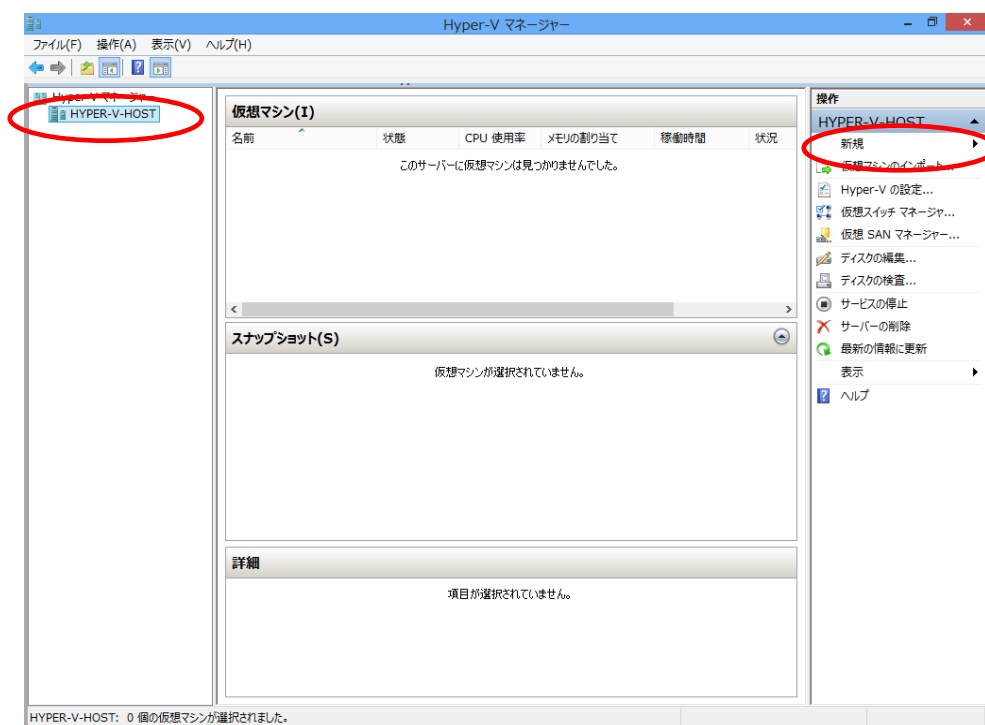 Hyper-V マネージャー
ファイル(F) 操作(A) 表示(V) ヘルプ(H)
Hyper-V マネージャー
HYPER-V-HOST
仮想マシン(I)
名前 状態 CPU 使用率 メモリの割り当て 稼働時間 状況
このサーバーに仮想マシンは見つかりませんでした。
スナップショット(S)
仮想マシンが選択されていません。
詳細
項目が選択されていません。
操作
HYPER-V-HOST
新規
仮想マシンのインポート...
Hyper-V の設定...
仮想スイッチ マネージャ...
仮想 SAN マネージャー...
ディスクの編集...
ディスクの検査...
サービスの停止
サーバーの削除
最新の情報に更新
表示
ヘルプ
HYPER-V-HOST: 0 個の仮想マシンが選択されました。